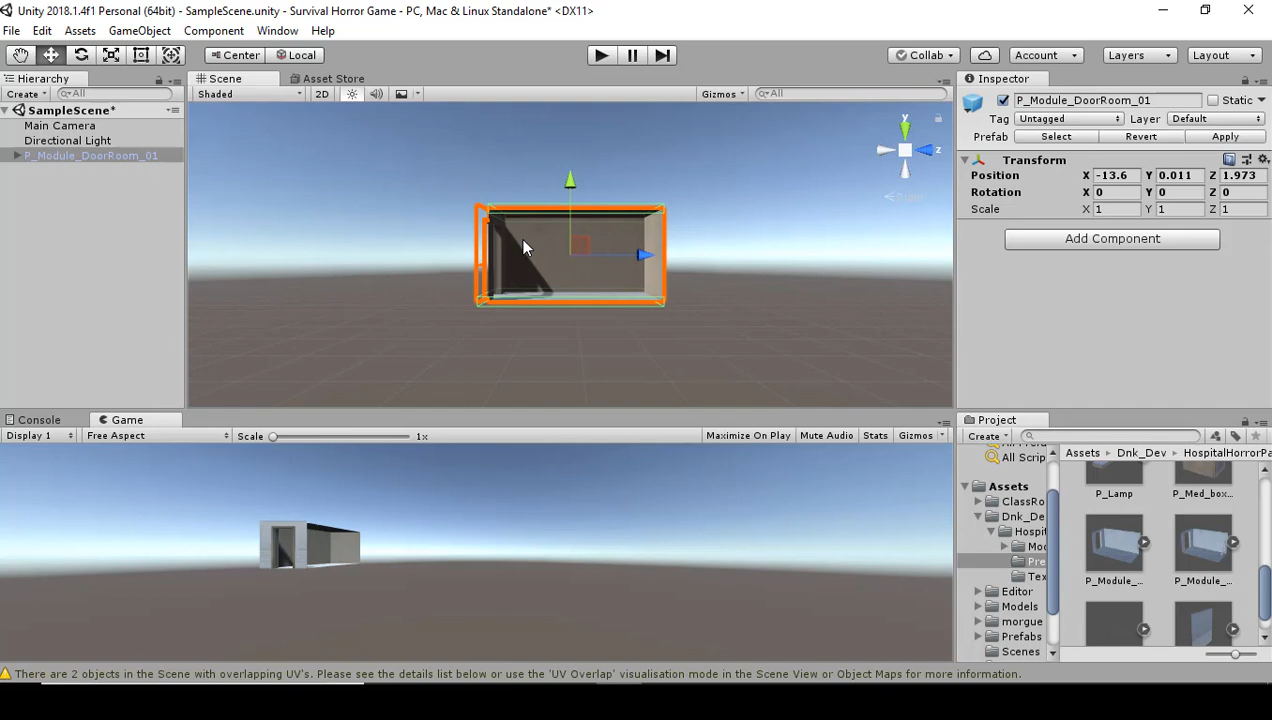 Unity 2018.1.4f1 Personal (64bit) - SampleScene.unity - Survival Horror Game - PC, Mac & Linux Standalone* <DX11>
File Edit Assets GameObject Component Window Help
Center Local Collab Account Layers Layout
Hierarchy Scene Asset Store Inspector
Create All Shaded 2D Gizmos All P_Module_DoorRoom_01 Static
SampleScene* Tag Untagged Layer Default
Main Camera Prefab Select Revert Apply
Directional Light y z
P_Module_DoorRoom_01 Transform
Position X -13.6 Y 0.011 Z 1.973
Rotation X 0 Y 0 Z 0
Scale X 1 Y 1 Z 1
Add Component
Console Game Project
Display 1 Free Aspect Scale 1x Maximize On Play Mute Audio Stats Gizmos Create
All Scrip Assets Dnk_Dev HospitalHorrorPa
Assets P_Lamp P_Med_box...
ClassRo
Dnk_De
Hospi
Mod
Pre
Tex P_Module_... P_Module_...
Editor
Models
morgue
Prefabs
Scenes
There are 2 objects in the Scene with overlapping UV's. Please see the details list below or use the 'UV Overlap' visualisation mode in the Scene View or Object Maps for more information.